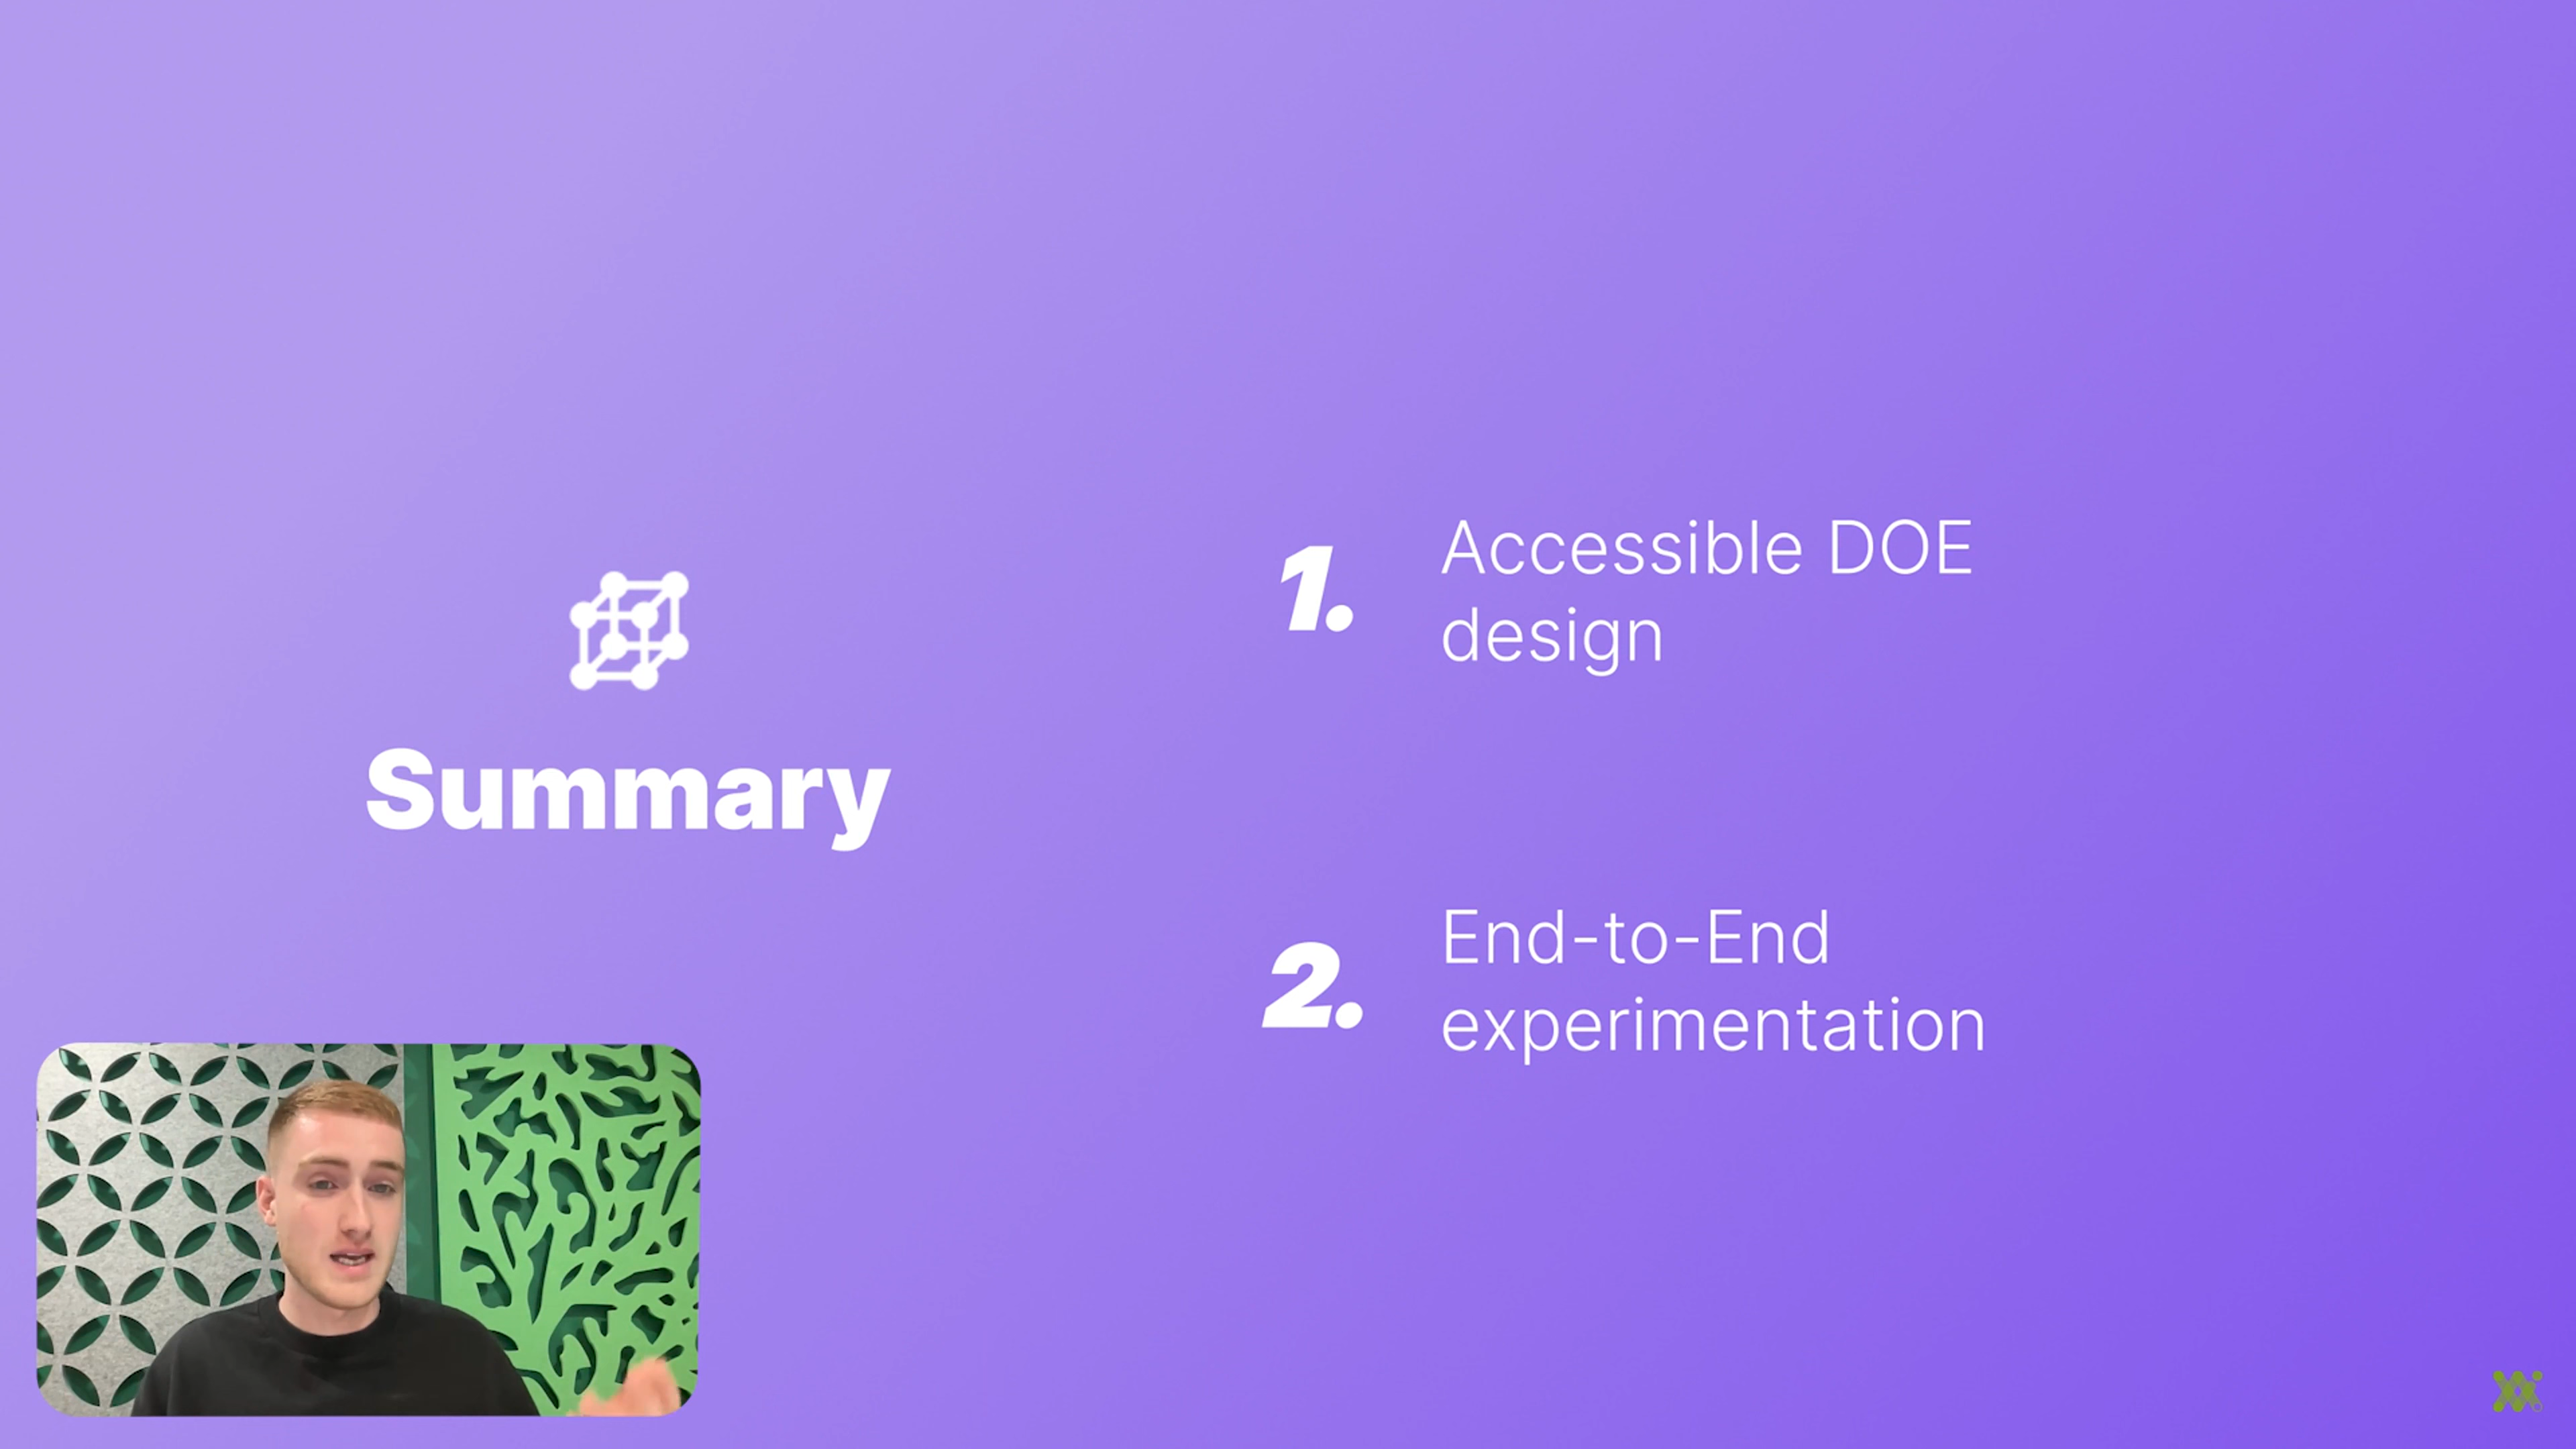 Summary
1.
Accessible DOE
design
2.
End-to-End
experimentation